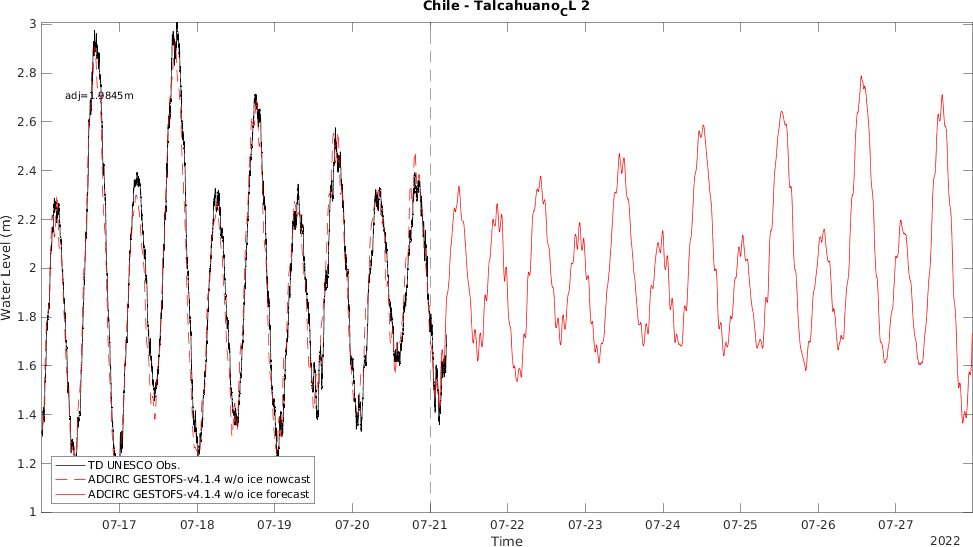 Chile - Talcahuano_CL 2
3
2.8
adj=1.9845m
2.6
2.4
2.2
Water Level (m)
2
1.8
1.6
1.4
1.2
1
TD UNESCO Obs.
ADCIRC GESTOFS-v4.1.4 w/o ice nowcast
ADCIRC GESTOFS-v4.1.4 w/o ice forecast
07-17 07-18 07-19 07-20 07-21 07-22 07-23 07-24 07-25 07-26 07-27
Time
2022